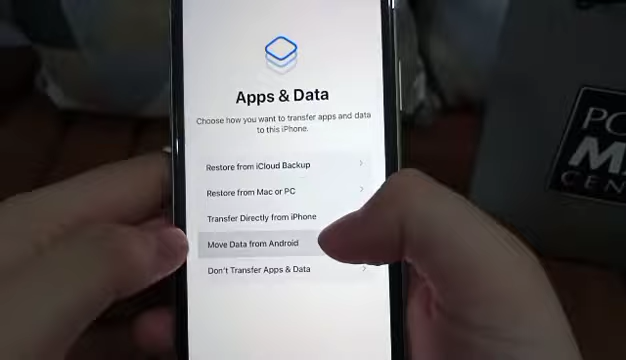 Apps & Data
Choose how you want to transfer apps and data
to this iPhone.
Restore from iCloud Backup
Restore from Mac or PC
Transfer Directly from iPhone
Move Data from Android
Don't Transfer Apps & Data